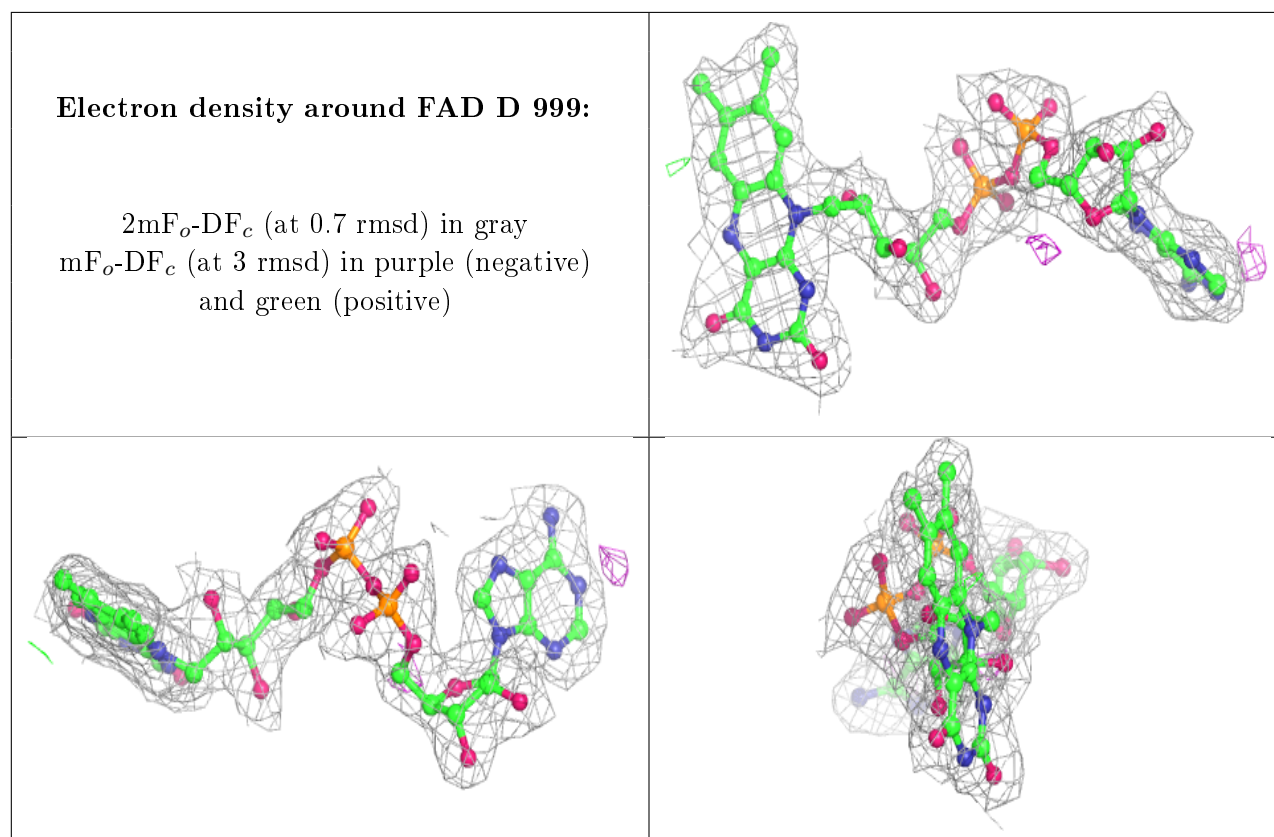 Electron density around FAD D 999:
2mFo-DFc (at 0.7 rmsd) in gray
mFo-DFc (at 3 rmsd) in purple (negative)
and green (positive)